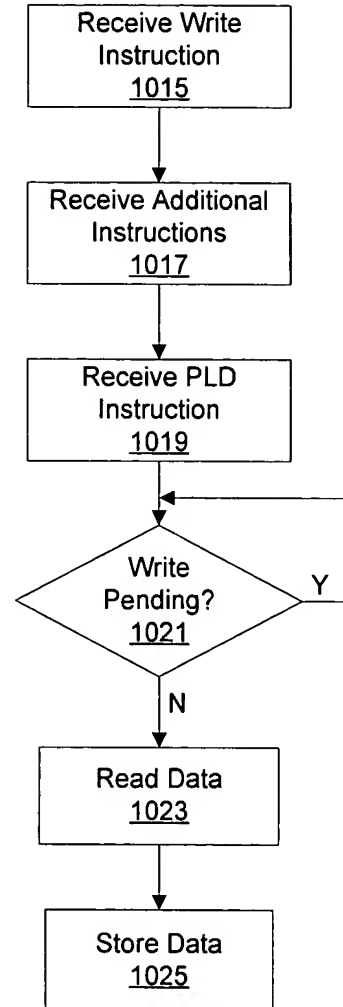 Receive Write
Instruction
1015
Receive Additional
Instructions
1017
Receive PLD
Instruction
1019
Write
Pending?
1021
Y
N
Read Data
1023
Store Data
1025